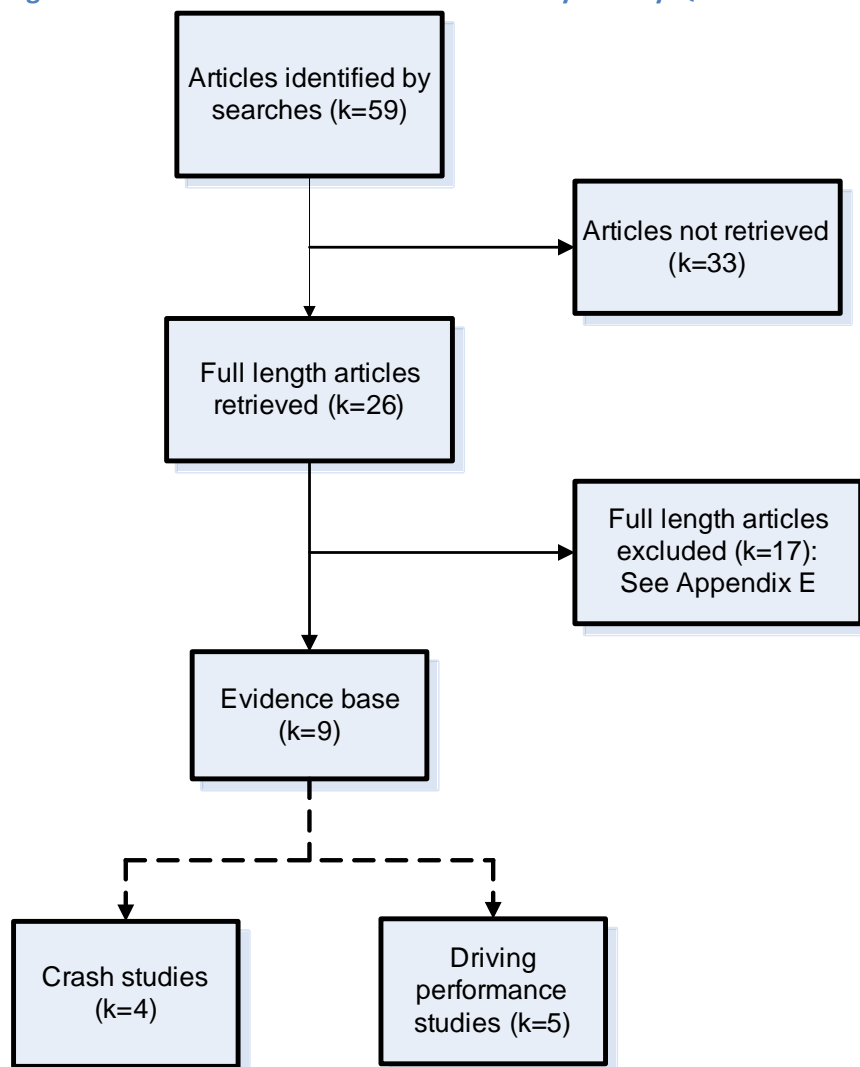 Articles identified by
searches (k=59)
Articles not retrieved
(k=33)
Full length articles
retrieved (k=26)
Full length articles
excluded (k=17):
See Appendix E
Evidence base
(k=9)
Crash studies
(k=4)
Driving
performance
studies (k=5)